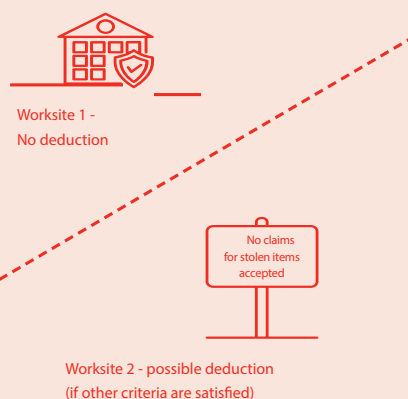 Worksite 1 -
No deduction
No claims
for stolen items
accepted
Worksite 2 - possible deduction
(if other criteria are satisfied)